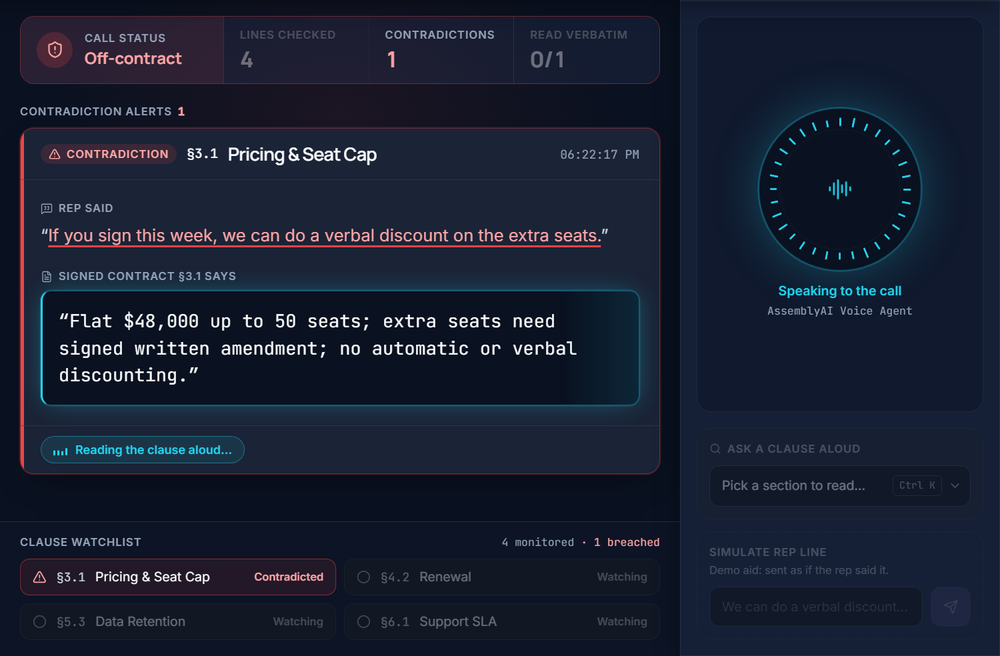 CALL STATUS
Off-contract
LINES CHECKED
4
CONTRADICTIONS
1
READ VERBATIM
0/1
CONTRADICTION ALERTS 1
CONTRADICTION §3.1 Pricing & Seat Cap 06:22:17 PM
REP SAID
“If you sign this week, we can do a verbal discount on the extra seats.”
SIGNED CONTRACT §3.1 SAYS
“Flat $48,000 up to 50 seats; extra seats need
signed written amendment; no automatic or verbal
discounting.”
Reading the clause aloud...
CLAUSE WATCHLIST 4 monitored · 1 breached
§3.1 Pricing & Seat Cap Contradicted
§4.2 Renewal Watching
§5.3 Data Retention Watching
§6.1 Support SLA Watching
Speaking to the call
AssemblyAI Voice Agent
ASK A CLAUSE ALOUD
Pick a section to read... Ctrl K
SIMULATE REP LINE
Demo aid: sent as if the rep said it.
We can do a verbal discount...